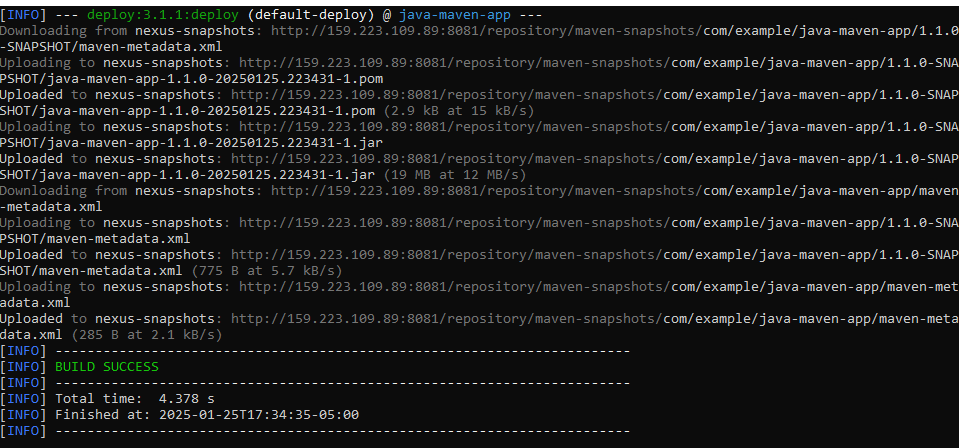 [INFO] --- deploy:3.1.1:deploy (default-deploy) @ java-maven-app ---
Downloading from nexus-snapshots: http://159.223.109.89:8081/repository/maven-snapshots/com/example/java-maven-app/1.1.0
-SNAPSHOT/maven-metadata.xml
Uploading to nexus-snapshots: http://159.223.109.89:8081/repository/maven-snapshots/com/example/java-maven-app/1.1.0-SNA
PSHOT/java-maven-app-1.1.0-20250125.223431-1.pom
Uploaded to nexus-snapshots: http://159.223.109.89:8081/repository/maven-snapshots/com/example/java-maven-app/1.1.0-SNAP
SHOT/java-maven-app-1.1.0-20250125.223431-1.pom (2.9 kB at 15 kB/s)
Uploading to nexus-snapshots: http://159.223.109.89:8081/repository/maven-snapshots/com/example/java-maven-app/1.1.0-SNA
PSHOT/java-maven-app-1.1.0-20250125.223431-1.jar
Uploaded to nexus-snapshots: http://159.223.109.89:8081/repository/maven-snapshots/com/example/java-maven-app/1.1.0-SNAP
SHOT/java-maven-app-1.1.0-20250125.223431-1.jar (19 MB at 12 MB/s)
Downloading from nexus-snapshots: http://159.223.109.89:8081/repository/maven-snapshots/com/example/java-maven-app/maven
-metadata.xml
Uploading to nexus-snapshots: http://159.223.109.89:8081/repository/maven-snapshots/com/example/java-maven-app/1.1.0-SNA
PSHOT/maven-metadata.xml
Uploaded to nexus-snapshots: http://159.223.109.89:8081/repository/maven-snapshots/com/example/java-maven-app/1.1.0-SNAP
SHOT/maven-metadata.xml (775 B at 5.7 kB/s)
Uploading to nexus-snapshots: http://159.223.109.89:8081/repository/maven-snapshots/com/example/java-maven-app/maven-met
adata.xml
Uploaded to nexus-snapshots: http://159.223.109.89:8081/repository/maven-snapshots/com/example/java-maven-app/maven-meta
data.xml (285 B at 2.1 kB/s)
[INFO] ------------------------------------------------------------------------
[INFO] BUILD SUCCESS
[INFO] ------------------------------------------------------------------------
[INFO] Total time:  4.378 s
[INFO] Finished at: 2025-01-25T17:34:35-05:00
[INFO] ------------------------------------------------------------------------